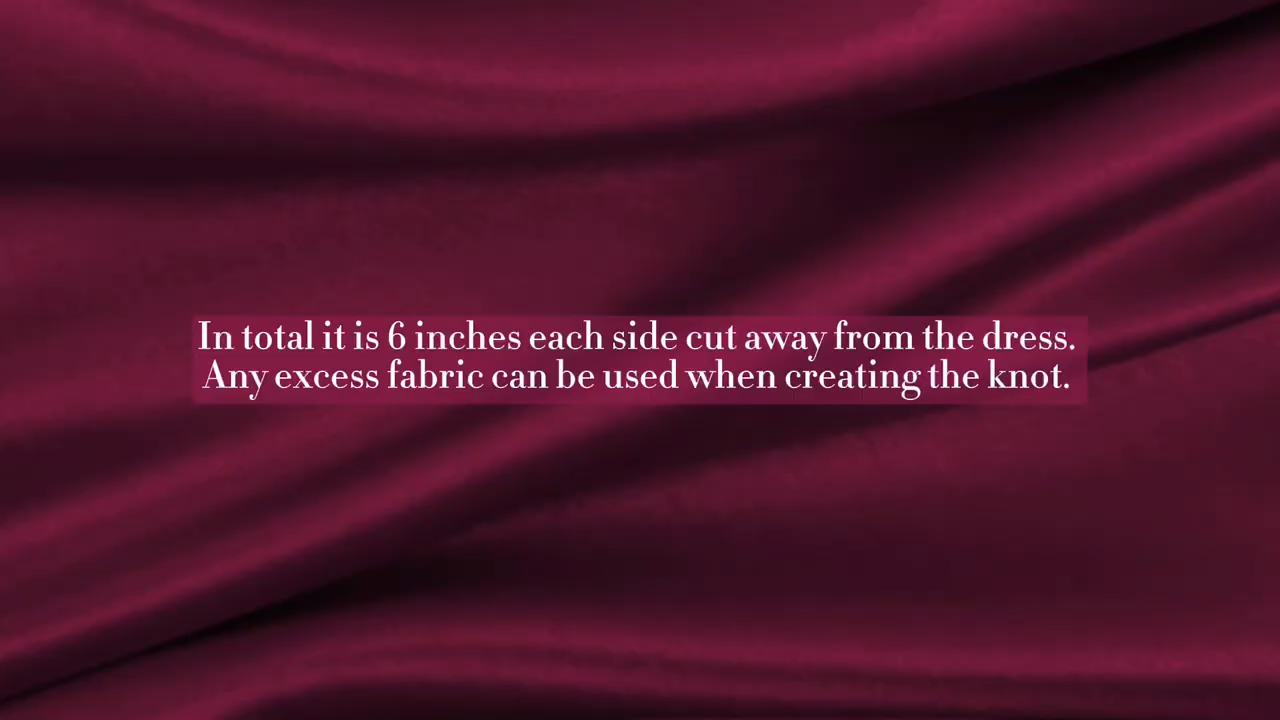 In total it is 6 inches each side cut away from the dress.
Any excess fabric can be used when creating the knot.